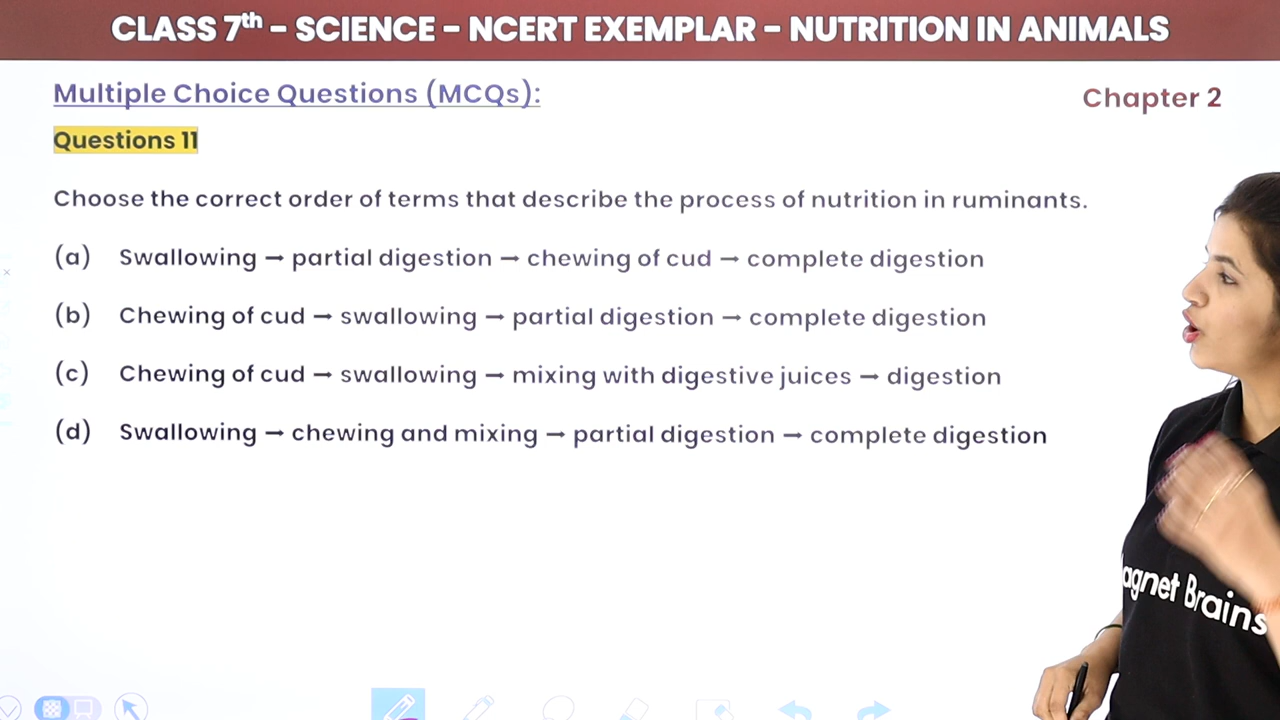 CLASS 7th – SCIENCE – NCERT EXEMPLAR – NUTRITION IN ANIMALS
Multiple Choice Questions (MCQs):
Chapter 2
Questions 11
Choose the correct order of terms that describe the process of nutrition in ruminants.
(a) Swallowing → partial digestion → chewing of cud → complete digestion
(b) Chewing of cud → swallowing → partial digestion → complete digestion
(c) Chewing of cud → swallowing → mixing with digestive juices → digestion
(d) Swallowing → chewing and mixing → partial digestion → complete digestion
agnet Brains